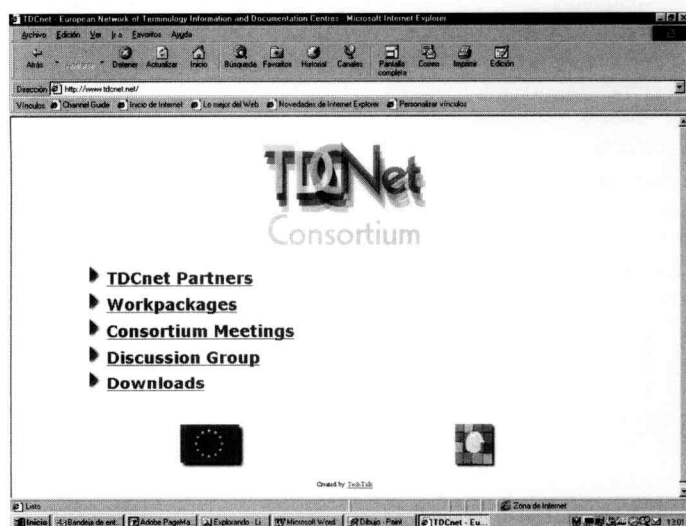 TDCnet - European Network of Terminology Information and Documentation Centres - Microsoft Internet Explorer
Archivo Edición Ver Ir a Favoritos Ayuda
Atrás Detener Actualizar Inicio Búsqueda Favoritos Historial Canales Pantalla completa Correo Imprimir Edición
Dirección http://www.tdcnet.net/
Vínculos Channel Guide Inicio de Internet Lo mejor del Web Novedades de Internet Explorer Personalizar vínculos
TDCNet
Consortium
TDCnet Partners
Workpackages
Consortium Meetings
Discussion Group
Downloads
Created by TechTalk
Listo Zona de Internet
Inicio Bandeja de ent... Adobe PageMa... Explorando - Li... Microsoft Word Dibujo - Paint TDCnet - Eu...